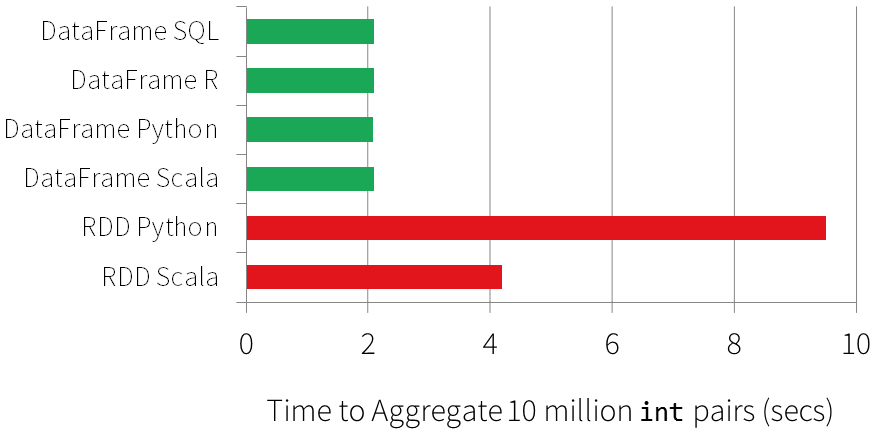 DataFrame SQL
DataFrame R
DataFrame Python
DataFrame Scala
RDD Python
RDD Scala
0 2 4 6 8 10
Time to Aggregate 10 million int pairs (secs)